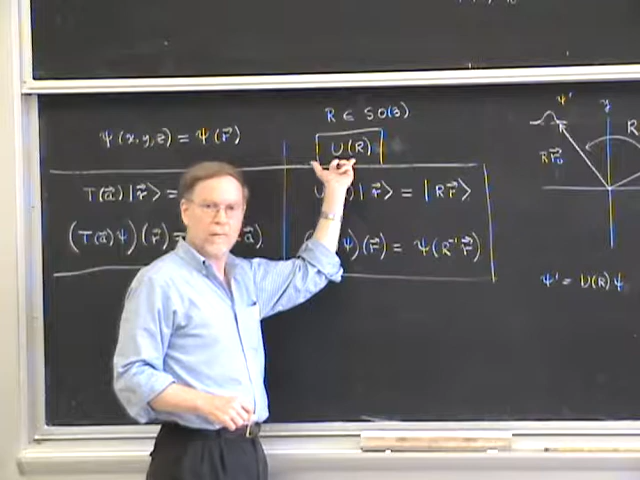 R ∈ SO(3)
Ψ(x,y,z) = Ψ(r⃗)
U(R)
T(a⃗)|r⃗> =
|r⃗> = |Rr⃗>
(T(a⃗)Ψ)(r⃗) =
)(r⃗) = Ψ(R⁻¹r⃗)
Ψ'
y
R
Rr⃗₀
Ψ' = U(R)Ψ